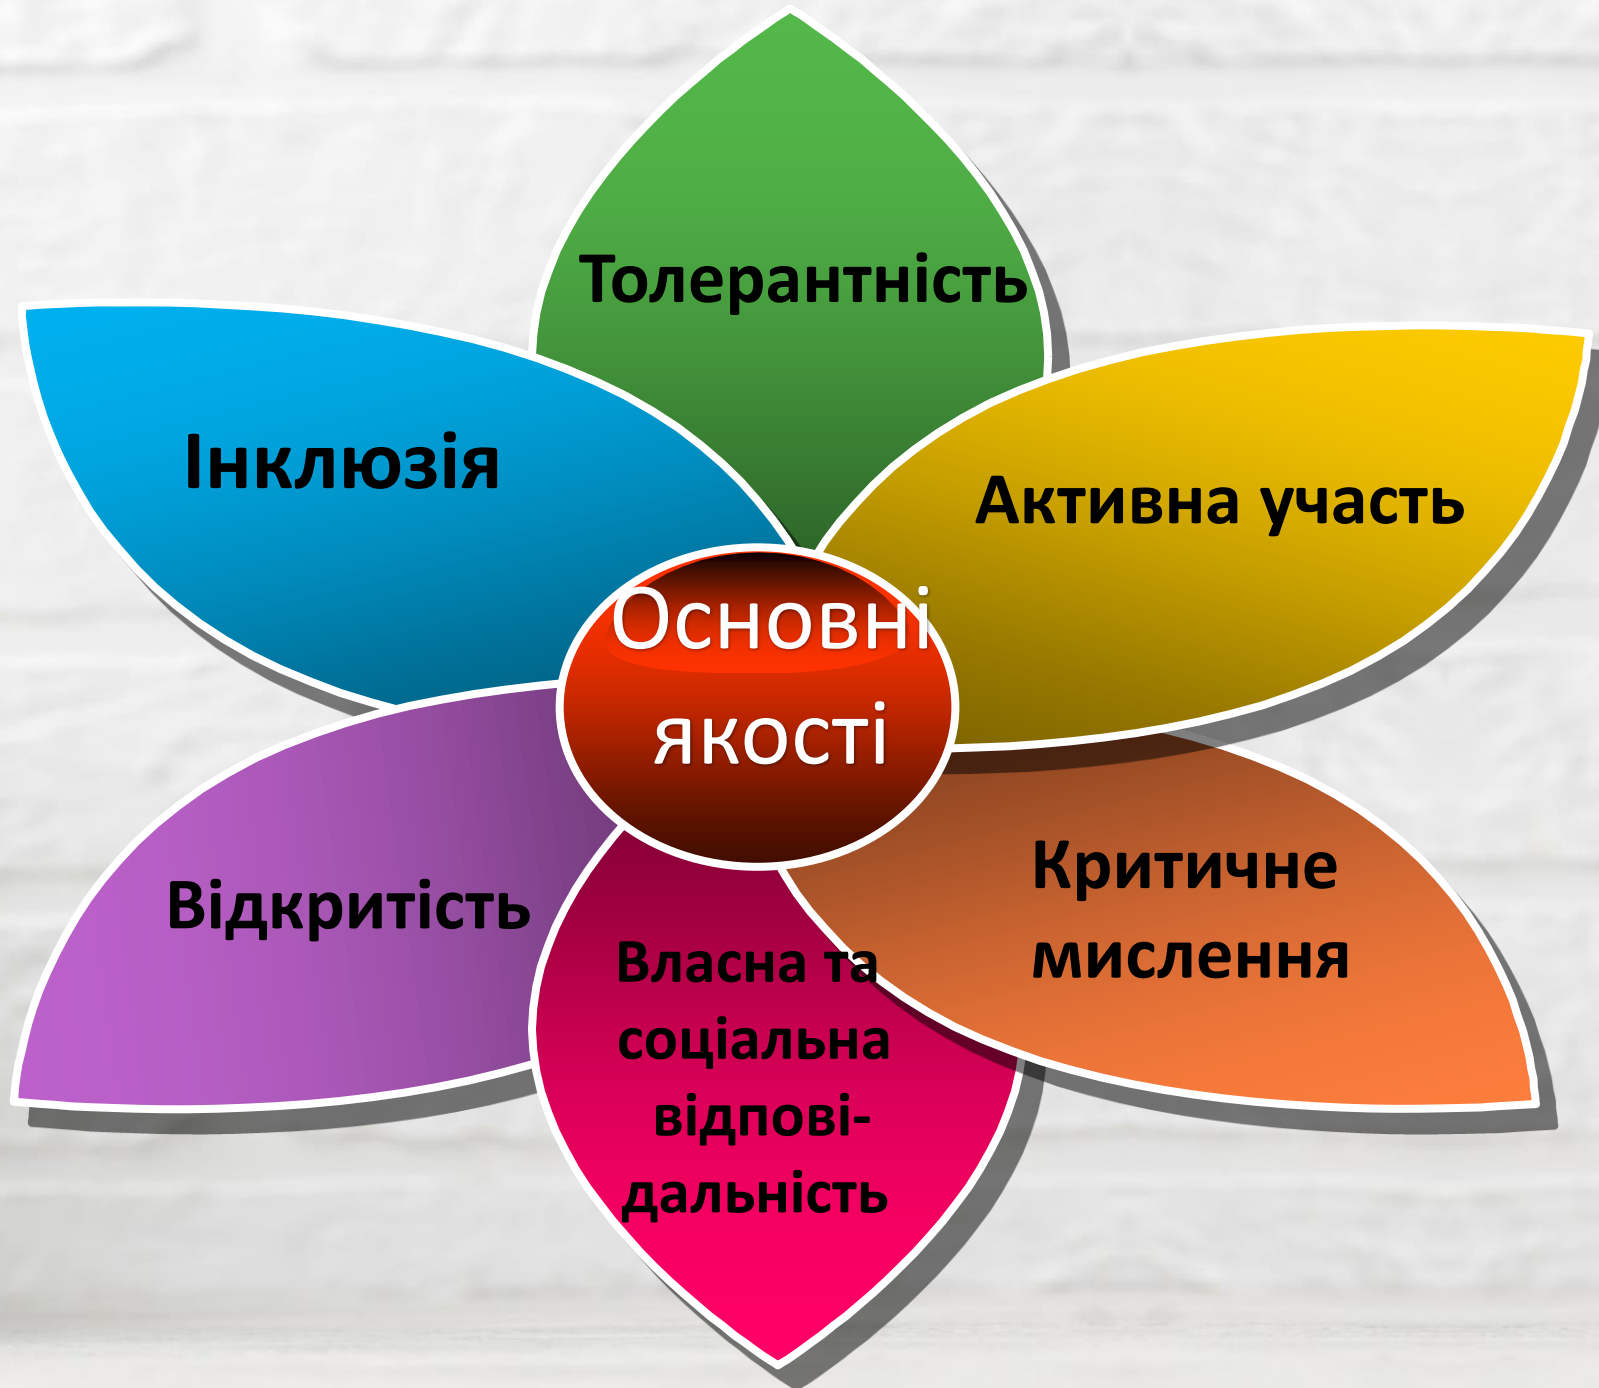 Толерантність
Інклюзія
Активна участь
Основні
якості
Критичне
мислення
Відкритість
Власна та
соціальна
відпові-
дальність